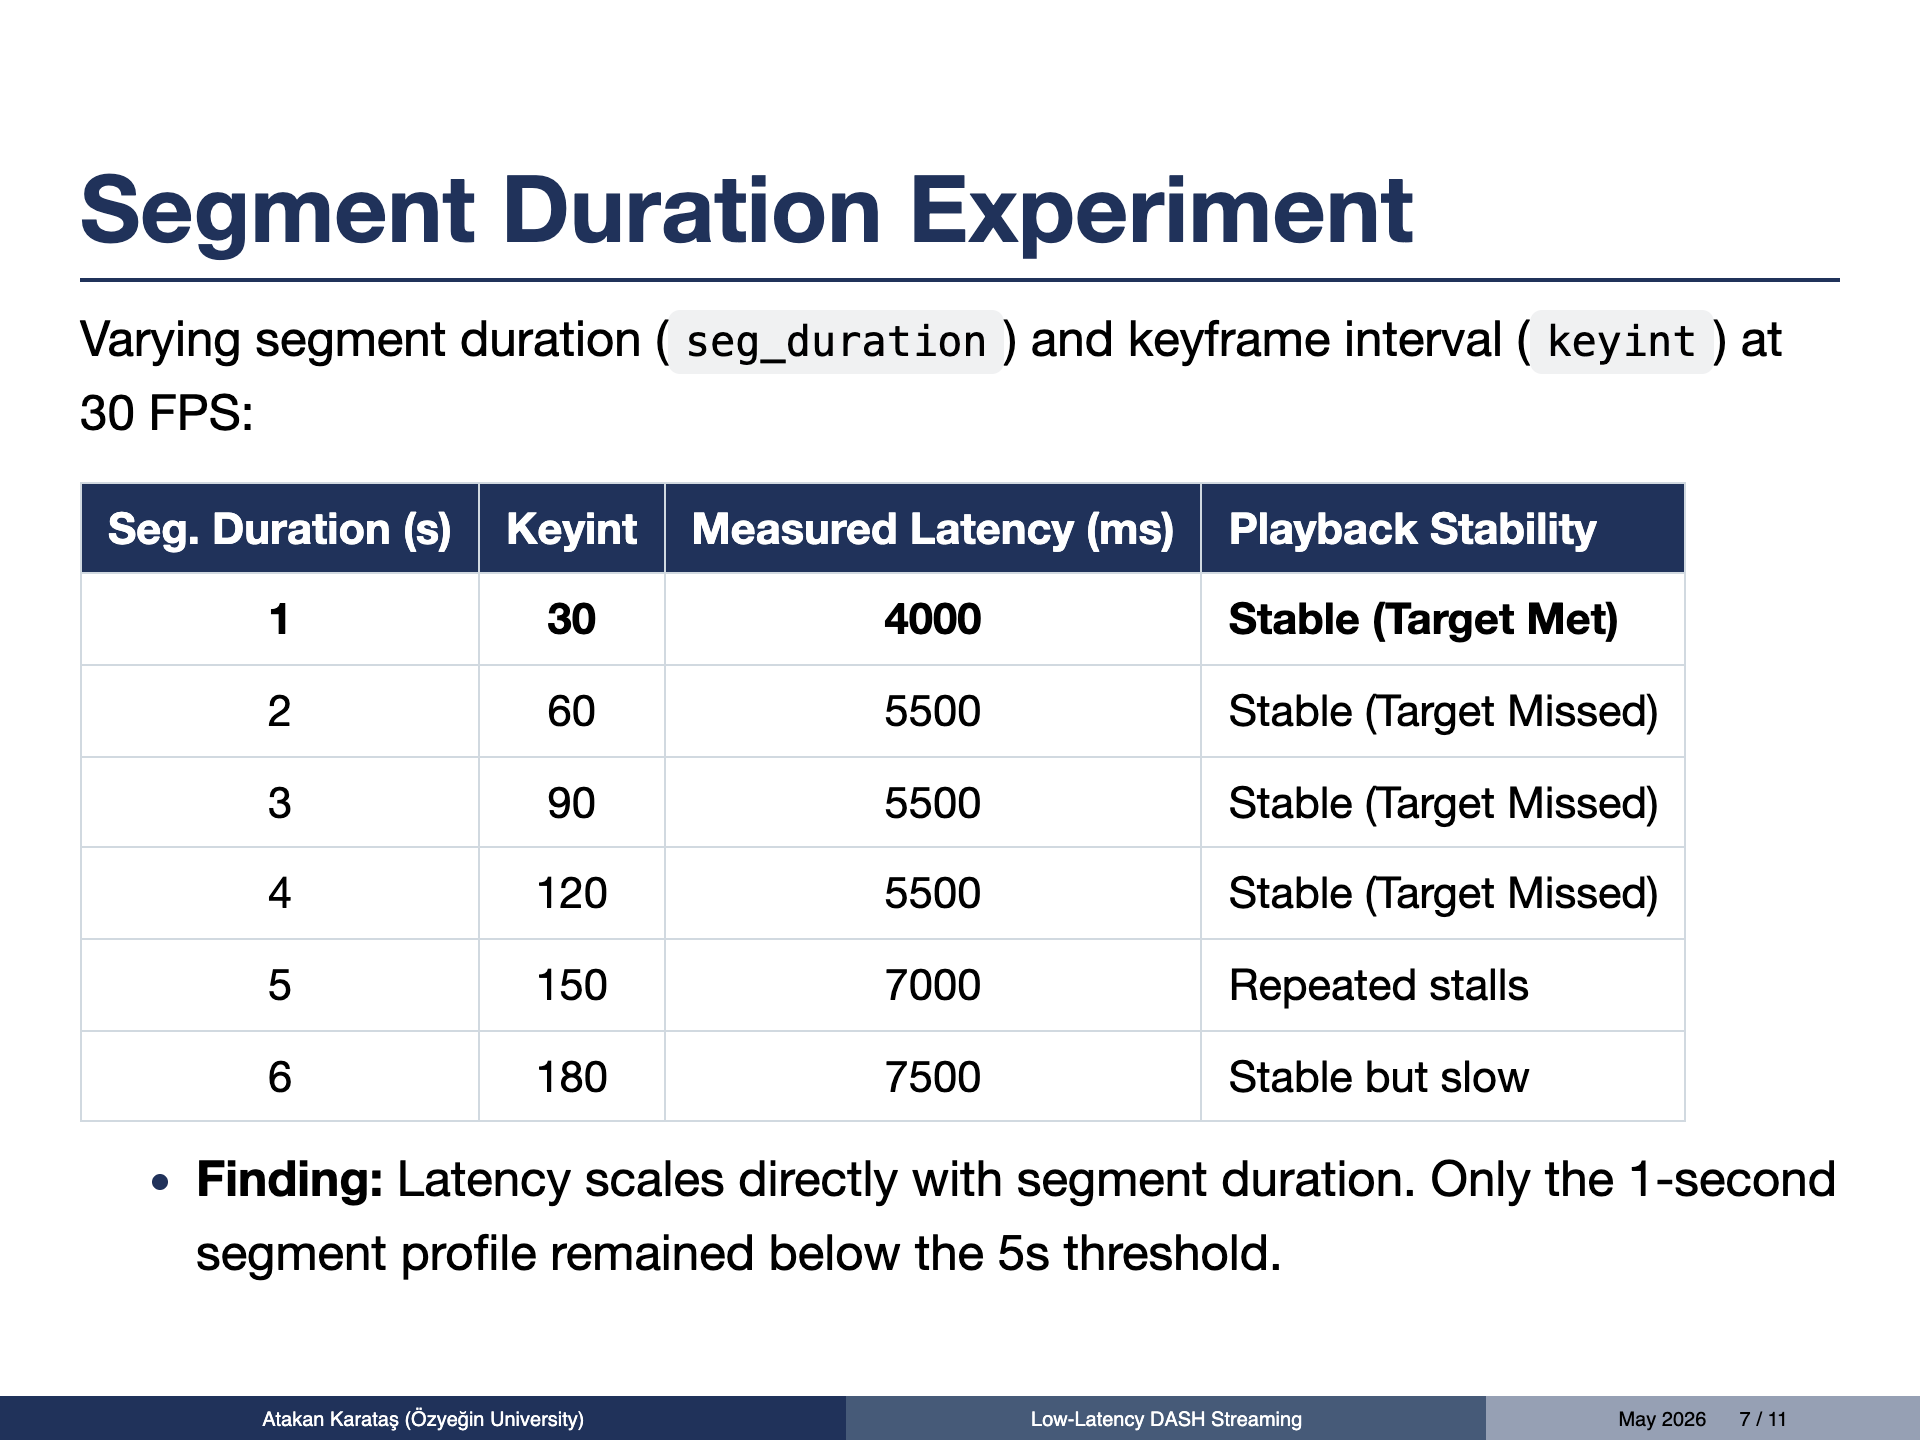 Segment Duration Experiment
Varying segment duration (seg_duration) and keyframe interval (keyint) at
30 FPS:
Seg. Duration (s) Keyint Measured Latency (ms) Playback Stability
1 30 4000 Stable (Target Met)
2 60 5500 Stable (Target Missed)
3 90 5500 Stable (Target Missed)
4 120 5500 Stable (Target Missed)
5 150 7000 Repeated stalls
6 180 7500 Stable but slow
• Finding: Latency scales directly with segment duration. Only the 1-second
segment profile remained below the 5s threshold.
Atakan Karataş (Özyeğin University) Low-Latency DASH Streaming May 2026 7 / 11